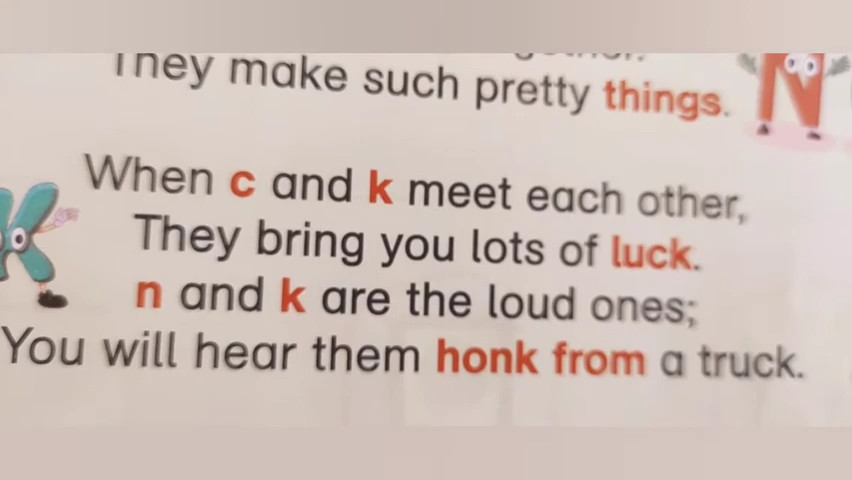 They make such pretty things.
When c and k meet each other,
They bring you lots of luck.
n and k are the loud ones;
You will hear them honk from a truck.